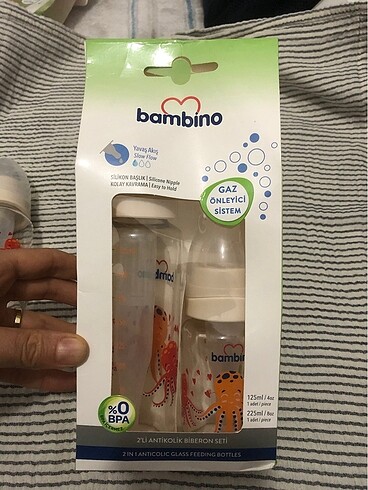 bambino
Yavaş Akış
Slow Flow
SİLİKON BAŞLIK | Silicone Nipple
KOLAY KAVRAMA | Easy to Hold
GAZ
ÖNLEYİCİ
SİSTEM
bambino
bambino
125ml / 4oz
1 adet / piece
225ml / 8oz
1 adet / piece
%0
BPA
2'Lİ ANTİKOLİK BİBERON SETİ
2 IN 1 ANTICOLIC GLASS FEEDING BOTTLES